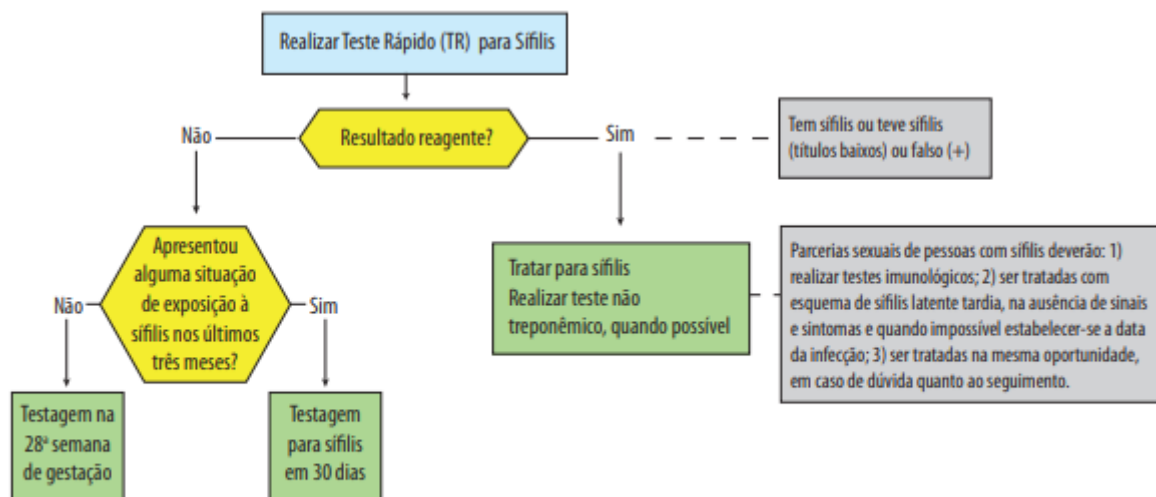 Realizar Teste Rápido (TR) para Sífilis
Não
Resultado reagente?
Sim
Tem sífilis ou teve sífilis
(títulos baixos) ou falso (+)
Apresentou
alguma situação
de exposição à
sífilis nos últimos
três meses?
Não
Sim
Tratar para sífilis
Realizar teste não
treponêmico, quando possível
Parcerias sexuais de pessoas com sífilis deverão: 1)
realizar testes imunológicos; 2) ser tratadas com
esquema de sífilis latente tardia, na ausência de sinais
e sintomas e quando impossível estabelecer-se a data
da infecção; 3) ser tratadas na mesma oportunidade,
em caso de dúvida quanto ao seguimento.
Testagem na
28ª semana
de gestação
Testagem
para sífilis
em 30 dias